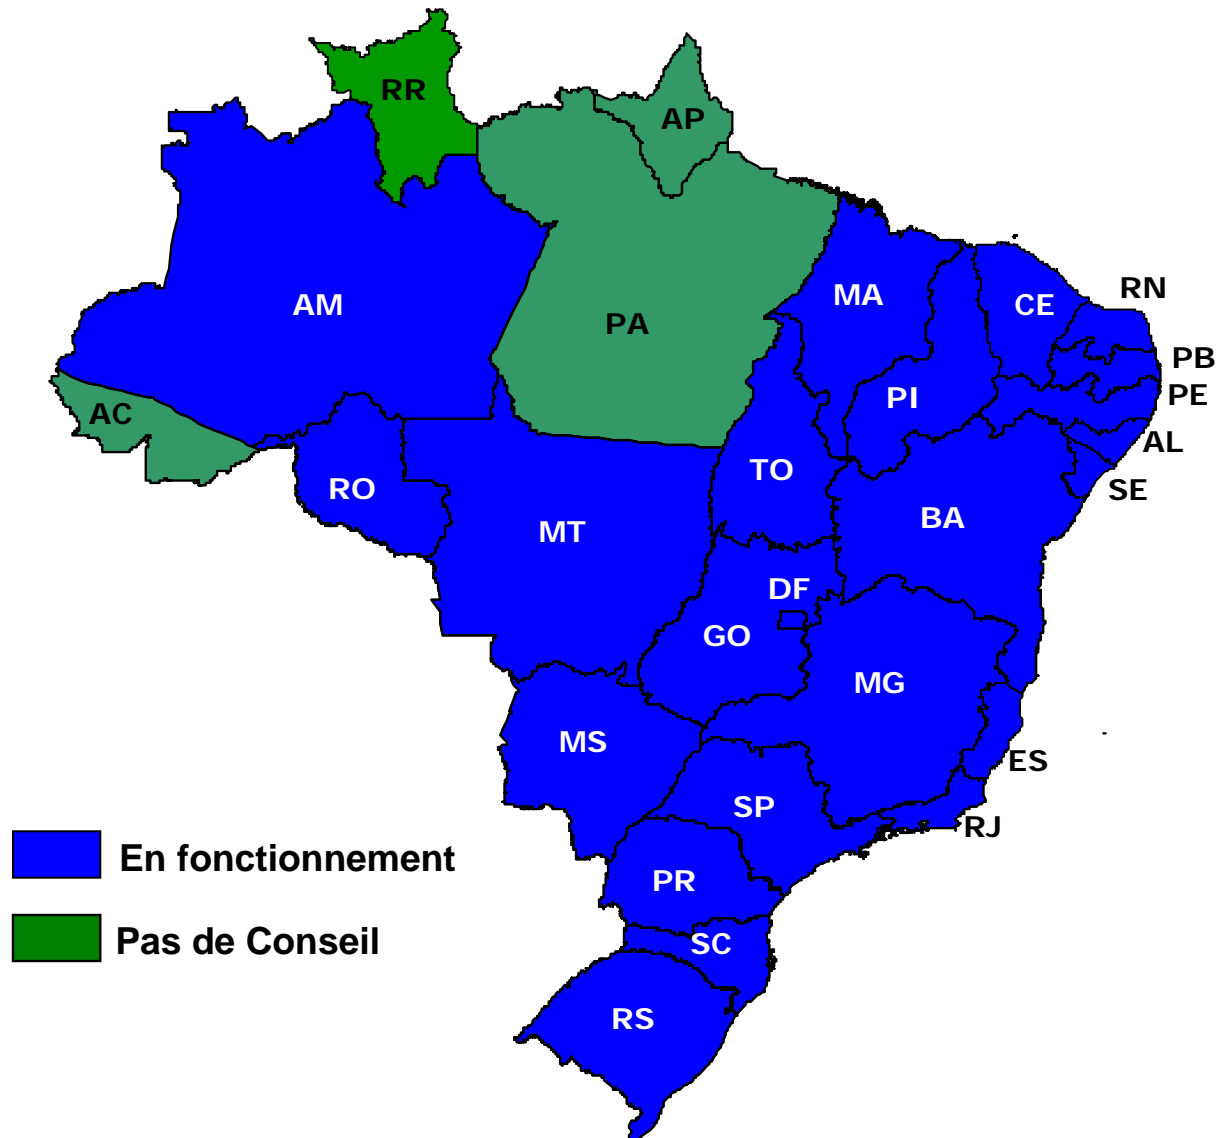 RR
AP
AM
PA
MA
CE
RN
PB
PE
PI
AC
AL
TO
SE
RO
BA
MT
DF
GO
MG
MS
ES
SP
RJ
En fonctionnement
PR
Pas de Conseil
SC
RS